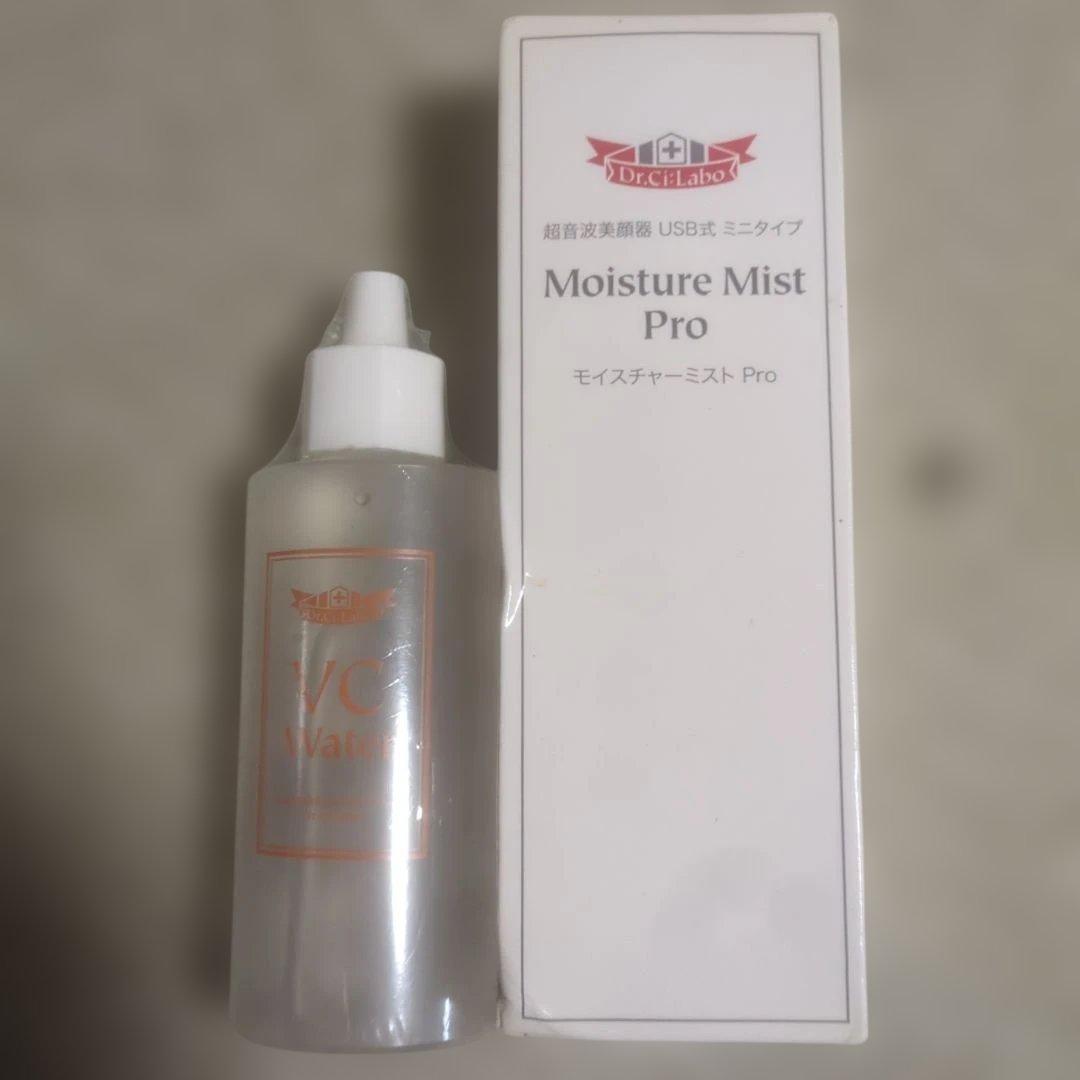 Dr.Ci:Labo
超音波美顔器 USB式 ミニタイプ
Moisture Mist
Pro
モイスチャーミスト Pro
Dr.Ci:Labo
VC
Water